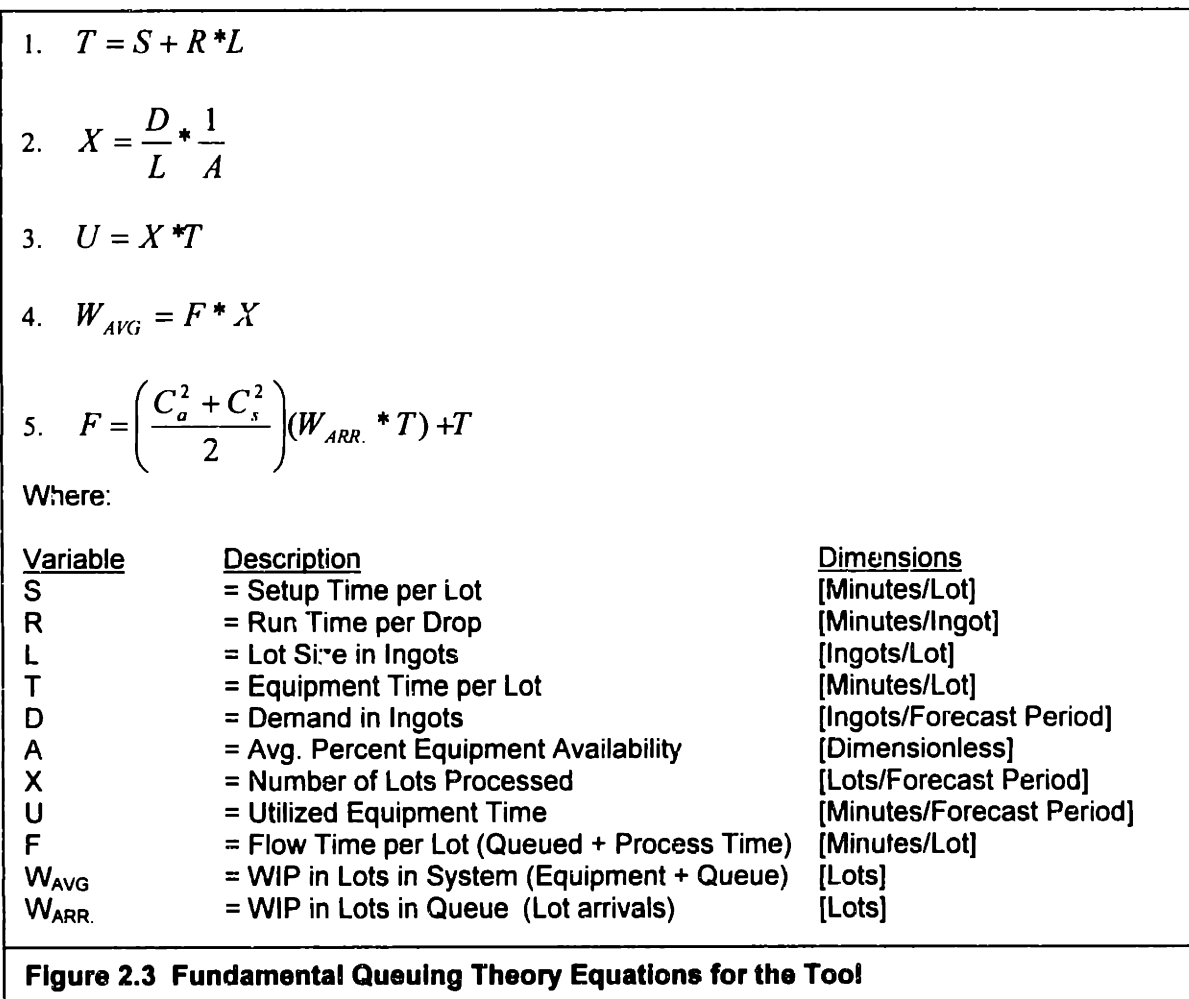 1. T = S + R * L
2. X = D/L * 1/A
3. U = X * T
4. W_AVG = F * X
5. F = ((C_a^2 + C_s^2)/2)(W_ARR. * T) + T
Where:
Variable Description Dimensions
S = Setup Time per Lot [Minutes/Lot]
R = Run Time per Drop [Minutes/Ingot]
L = Lot Size in Ingots [Ingots/Lot]
T = Equipment Time per Lot [Minutes/Lot]
D = Demand in Ingots [Ingots/Forecast Period]
A = Avg. Percent Equipment Availability [Dimensionless]
X = Number of Lots Processed [Lots/Forecast Period]
U = Utilized Equipment Time [Minutes/Forecast Period]
F = Flow Time per Lot (Queued + Process Time) [Minutes/Lot]
W_AVG = WIP in Lots in System (Equipment + Queue) [Lots]
W_ARR. = WIP in Lots in Queue (Lot arrivals) [Lots]
Figure 2.3 Fundamental Queuing Theory Equations for the Tool